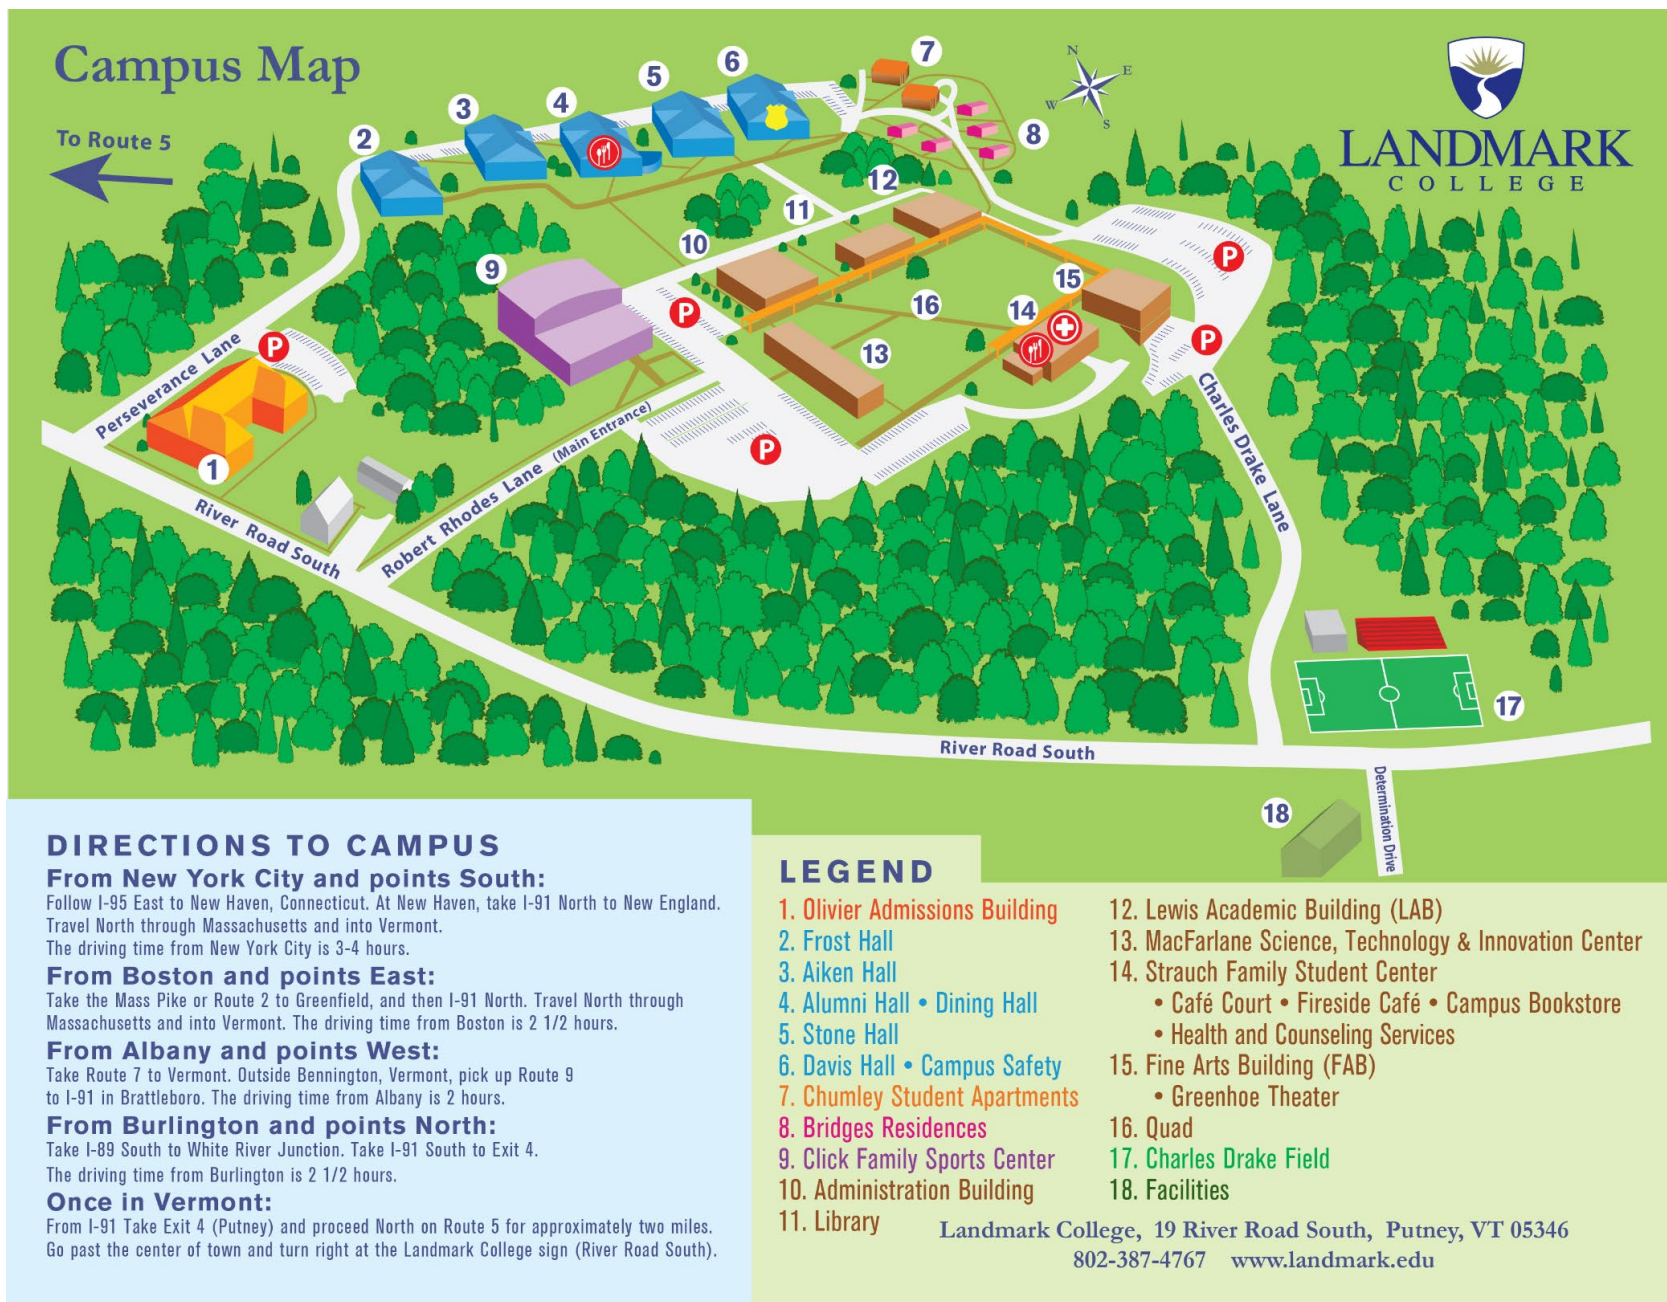 Campus Map
To Route 5
N
E
W
S
LANDMARK
COLLEGE
1
2
3
4
5
6
7
8
9
10
11
12
13
14
15
16
17
18
P
P
P
P
P
Perseverance Lane
River Road South
Robert Rhodes Lane (Main Entrance)
Charles Drake Lane
River Road South
Determination Drive
DIRECTIONS TO CAMPUS
From New York City and points South:
Follow I-95 East to New Haven, Connecticut. At New Haven, take I-91 North to New England.
Travel North through Massachusetts and into Vermont.
The driving time from New York City is 3-4 hours.
From Boston and points East:
Take the Mass Pike or Route 2 to Greenfield, and then I-91 North. Travel North through
Massachusetts and into Vermont. The driving time from Boston is 2 1/2 hours.
From Albany and points West:
Take Route 7 to Vermont. Outside Bennington, Vermont, pick up Route 9
to I-91 in Brattleboro. The driving time from Albany is 2 hours.
From Burlington and points North:
Take I-89 South to White River Junction. Take I-91 South to Exit 4.
The driving time from Burlington is 2 1/2 hours.
Once in Vermont:
From I-91 Take Exit 4 (Putney) and proceed North on Route 5 for approximately two miles.
Go past the center of town and turn right at the Landmark College sign (River Road South).
LEGEND
1. Olivier Admissions Building
2. Frost Hall
3. Aiken Hall
4. Alumni Hall • Dining Hall
5. Stone Hall
6. Davis Hall • Campus Safety
7. Chumley Student Apartments
8. Bridges Residences
9. Click Family Sports Center
10. Administration Building
11. Library
12. Lewis Academic Building (LAB)
13. MacFarlane Science, Technology & Innovation Center
14. Strauch Family Student Center
• Café Court • Fireside Café • Campus Bookstore
• Health and Counseling Services
15. Fine Arts Building (FAB)
• Greenhoe Theater
16. Quad
17. Charles Drake Field
18. Facilities
Landmark College, 19 River Road South, Putney, VT 05346
802-387-4767 www.landmark.edu